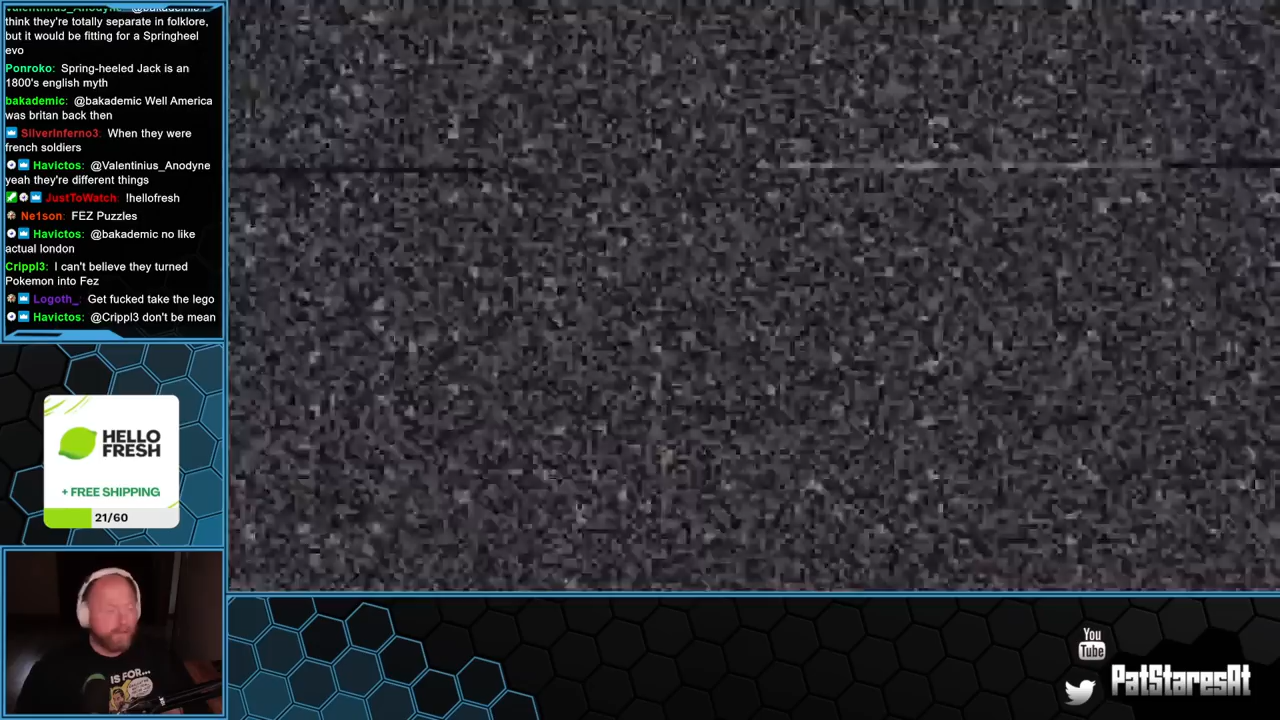 think they're totally separate in folklore,
but it would be fitting for a Springheel
evo
Ponroko: Spring-heeled Jack is an
1800's english myth
bakademic: @bakademic Well America
was britan back then
SilverInferno3: When they were
french soldiers
Havictos: @Valentinius_Anodyne
yeah they're different things
JustToWatch: !hellofresh
Ne1son: FEZ Puzzles
Havictos: @bakademic no like
actual london
Crippl3: I can't believe they turned
Pokemon into Fez
Logoth_: Get fucked take the lego
Havictos: @Crippl3 don't be mean
HELLO
FRESH
+ FREE SHIPPING
21/60
IS FOR...
You
Tube
PatStaresAt